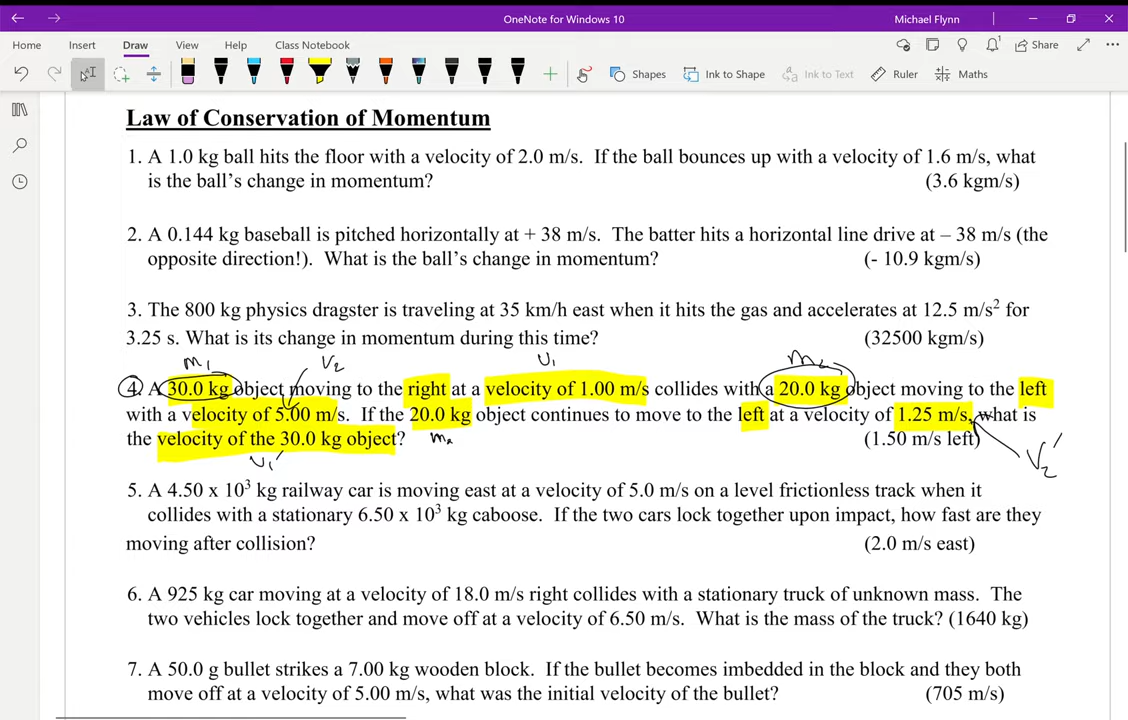 OneNote for Windows 10
Michael Flynn
Home Insert Draw View Help Class Notebook
1 Share
Shapes Ink to Shape Ink to Text Ruler Maths
Law of Conservation of Momentum
1. A 1.0 kg ball hits the floor with a velocity of 2.0 m/s. If the ball bounces up with a velocity of 1.6 m/s, what
is the ball's change in momentum? (3.6 kgm/s)
2. A 0.144 kg baseball is pitched horizontally at + 38 m/s. The batter hits a horizontal line drive at – 38 m/s (the
opposite direction!). What is the ball's change in momentum? (- 10.9 kgm/s)
3. The 800 kg physics dragster is traveling at 35 km/h east when it hits the gas and accelerates at 12.5 m/s² for
3.25 s. What is its change in momentum during this time? (32500 kgm/s)
m₁ v₂ v₁ m₂
4. A 30.0 kg object moving to the right at a velocity of 1.00 m/s collides with a 20.0 kg object moving to the left
with a velocity of 5.00 m/s. If the 20.0 kg object continues to move to the left at a velocity of 1.25 m/s, what is
the velocity of the 30.0 kg object? m₂ (1.50 m/s left)
v₁' v₂'
5. A 4.50 x 10³ kg railway car is moving east at a velocity of 5.0 m/s on a level frictionless track when it
collides with a stationary 6.50 x 10³ kg caboose. If the two cars lock together upon impact, how fast are they
moving after collision? (2.0 m/s east)
6. A 925 kg car moving at a velocity of 18.0 m/s right collides with a stationary truck of unknown mass. The
two vehicles lock together and move off at a velocity of 6.50 m/s. What is the mass of the truck? (1640 kg)
7. A 50.0 g bullet strikes a 7.00 kg wooden block. If the bullet becomes imbedded in the block and they both
move off at a velocity of 5.00 m/s, what was the initial velocity of the bullet? (705 m/s)